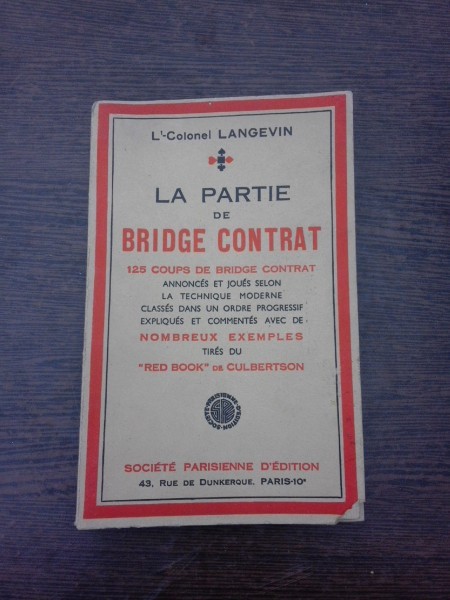 Lᵗ-Colonel LANGEVIN
LA PARTIE
DE
BRIDGE CONTRAT
125 COUPS DE BRIDGE CONTRAT
ANNONCÉS ET JOUÉS SELON
LA TECHNIQUE MODERNE
CLASSÉS DANS UN ORDRE PROGRESSIF
EXPLIQUÉS ET COMMENTÉS AVEC DE
NOMBREUX EXEMPLES
TIRÉS DU
"RED BOOK" DE CULBERTSON
SOCIÉTÉ PARISIENNE D'ÉDITION
43, RUE DE DUNKERQUE, PARIS-10ᵉ